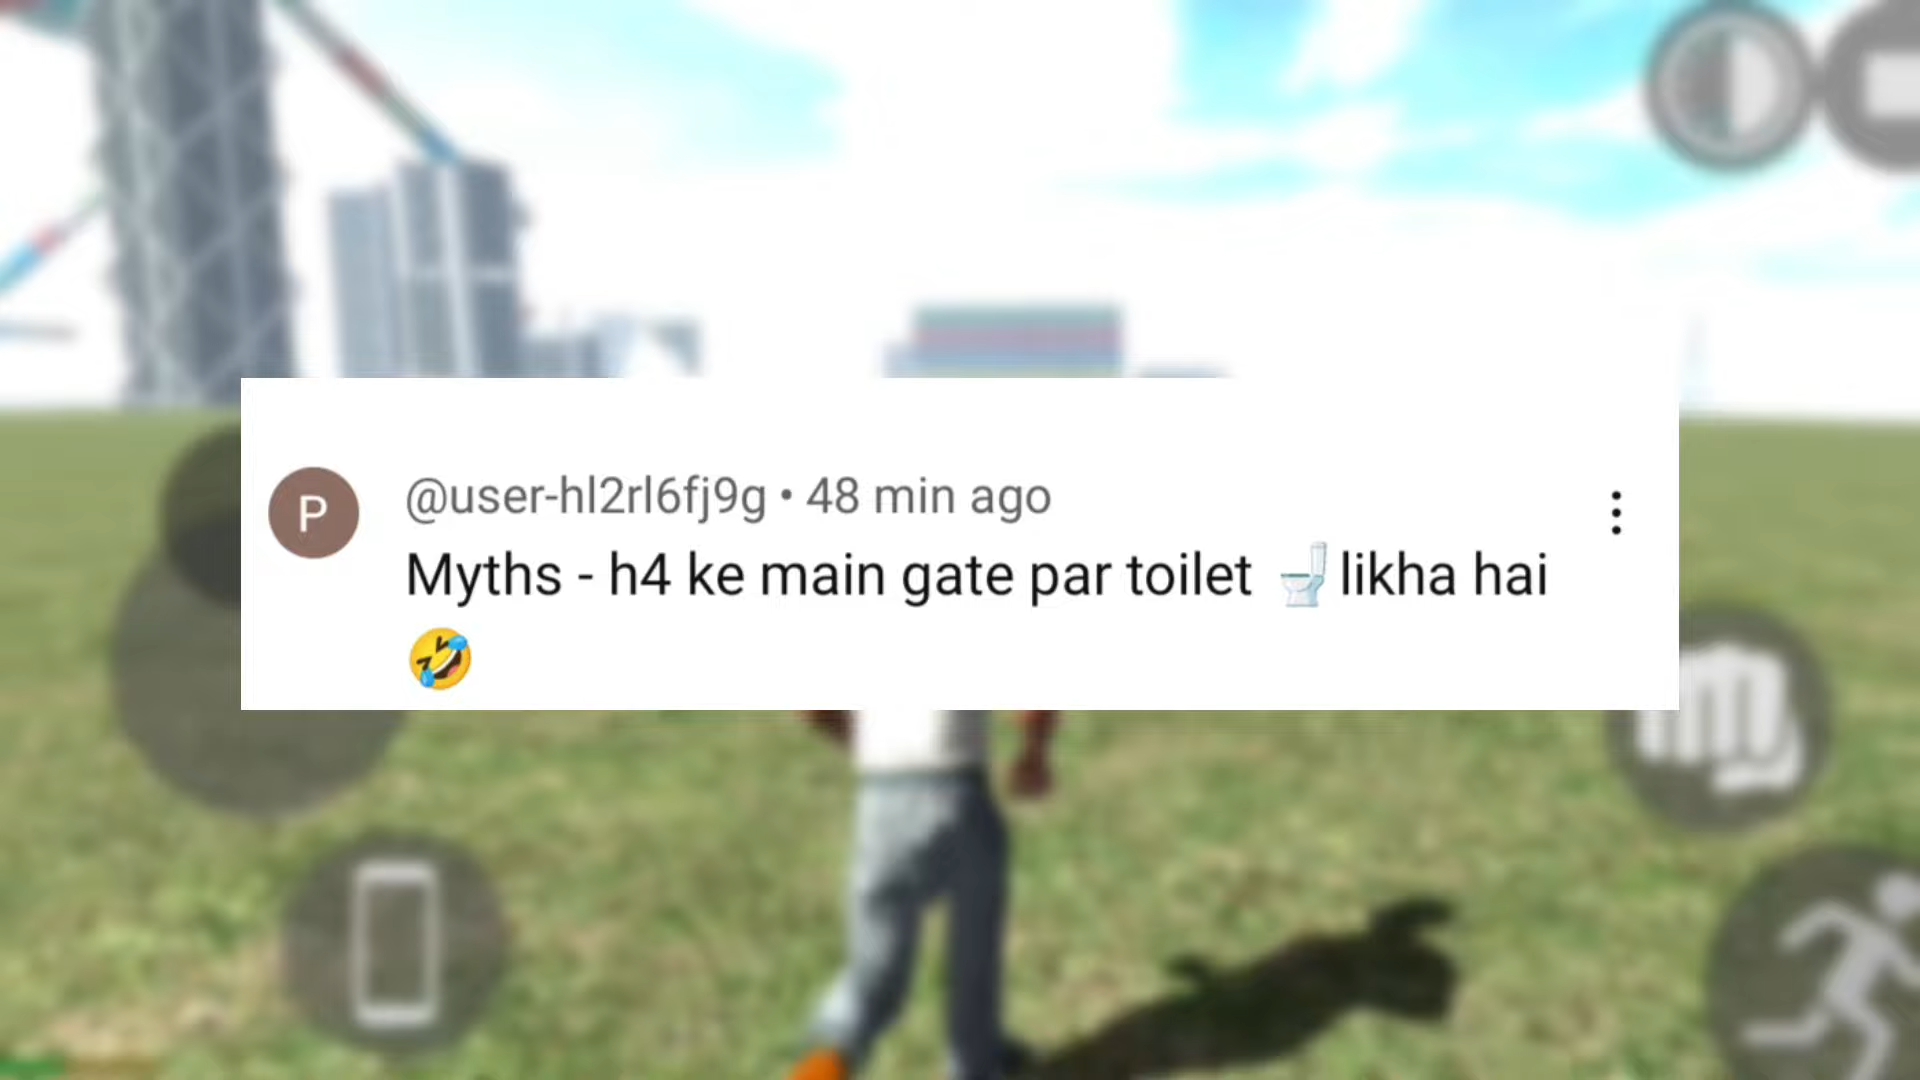 P
@user-hl2rl6fj9g • 48 min ago
Myths - h4 ke main gate par toilet 🚽 likha hai
🤣